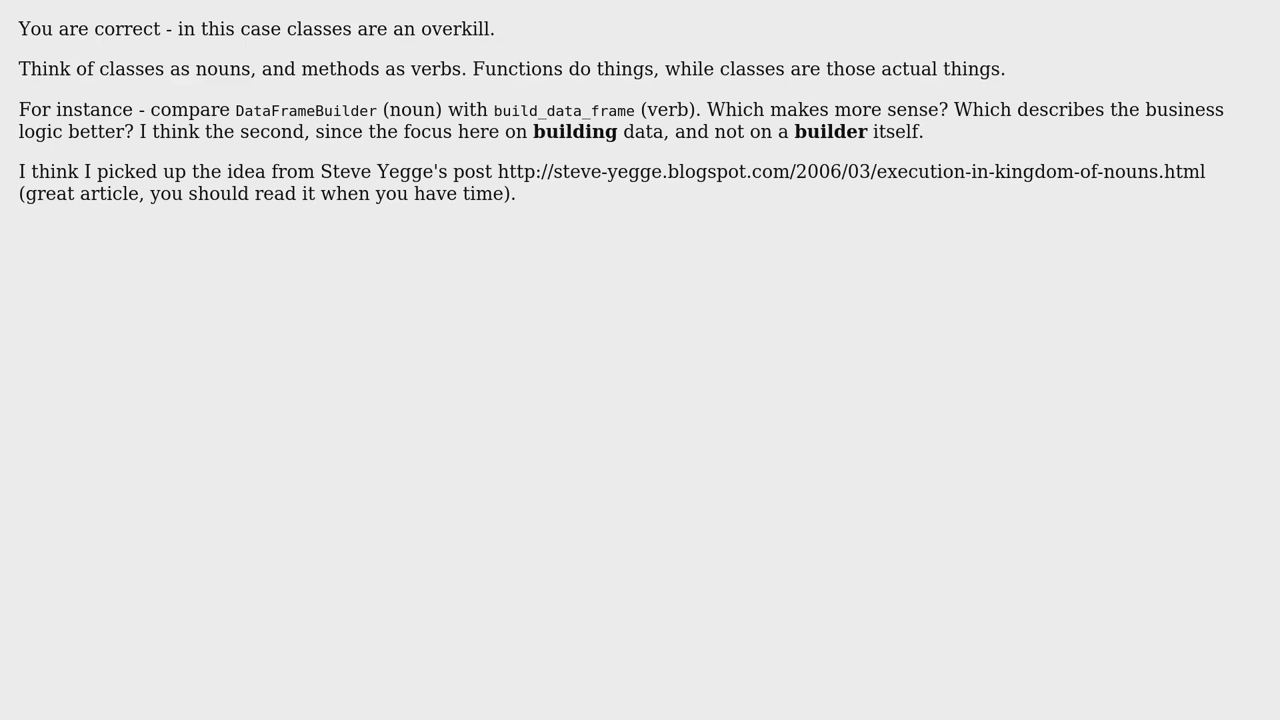 You are correct - in this case classes are an overkill.
Think of classes as nouns, and methods as verbs. Functions do things, while classes are those actual things.
For instance - compare DataFrameBuilder (noun) with build_data_frame (verb). Which makes more sense? Which describes the business
logic better? I think the second, since the focus here on building data, and not on a builder itself.
I think I picked up the idea from Steve Yegge's post http://steve-yegge.blogspot.com/2006/03/execution-in-kingdom-of-nouns.html
(great article, you should read it when you have time).